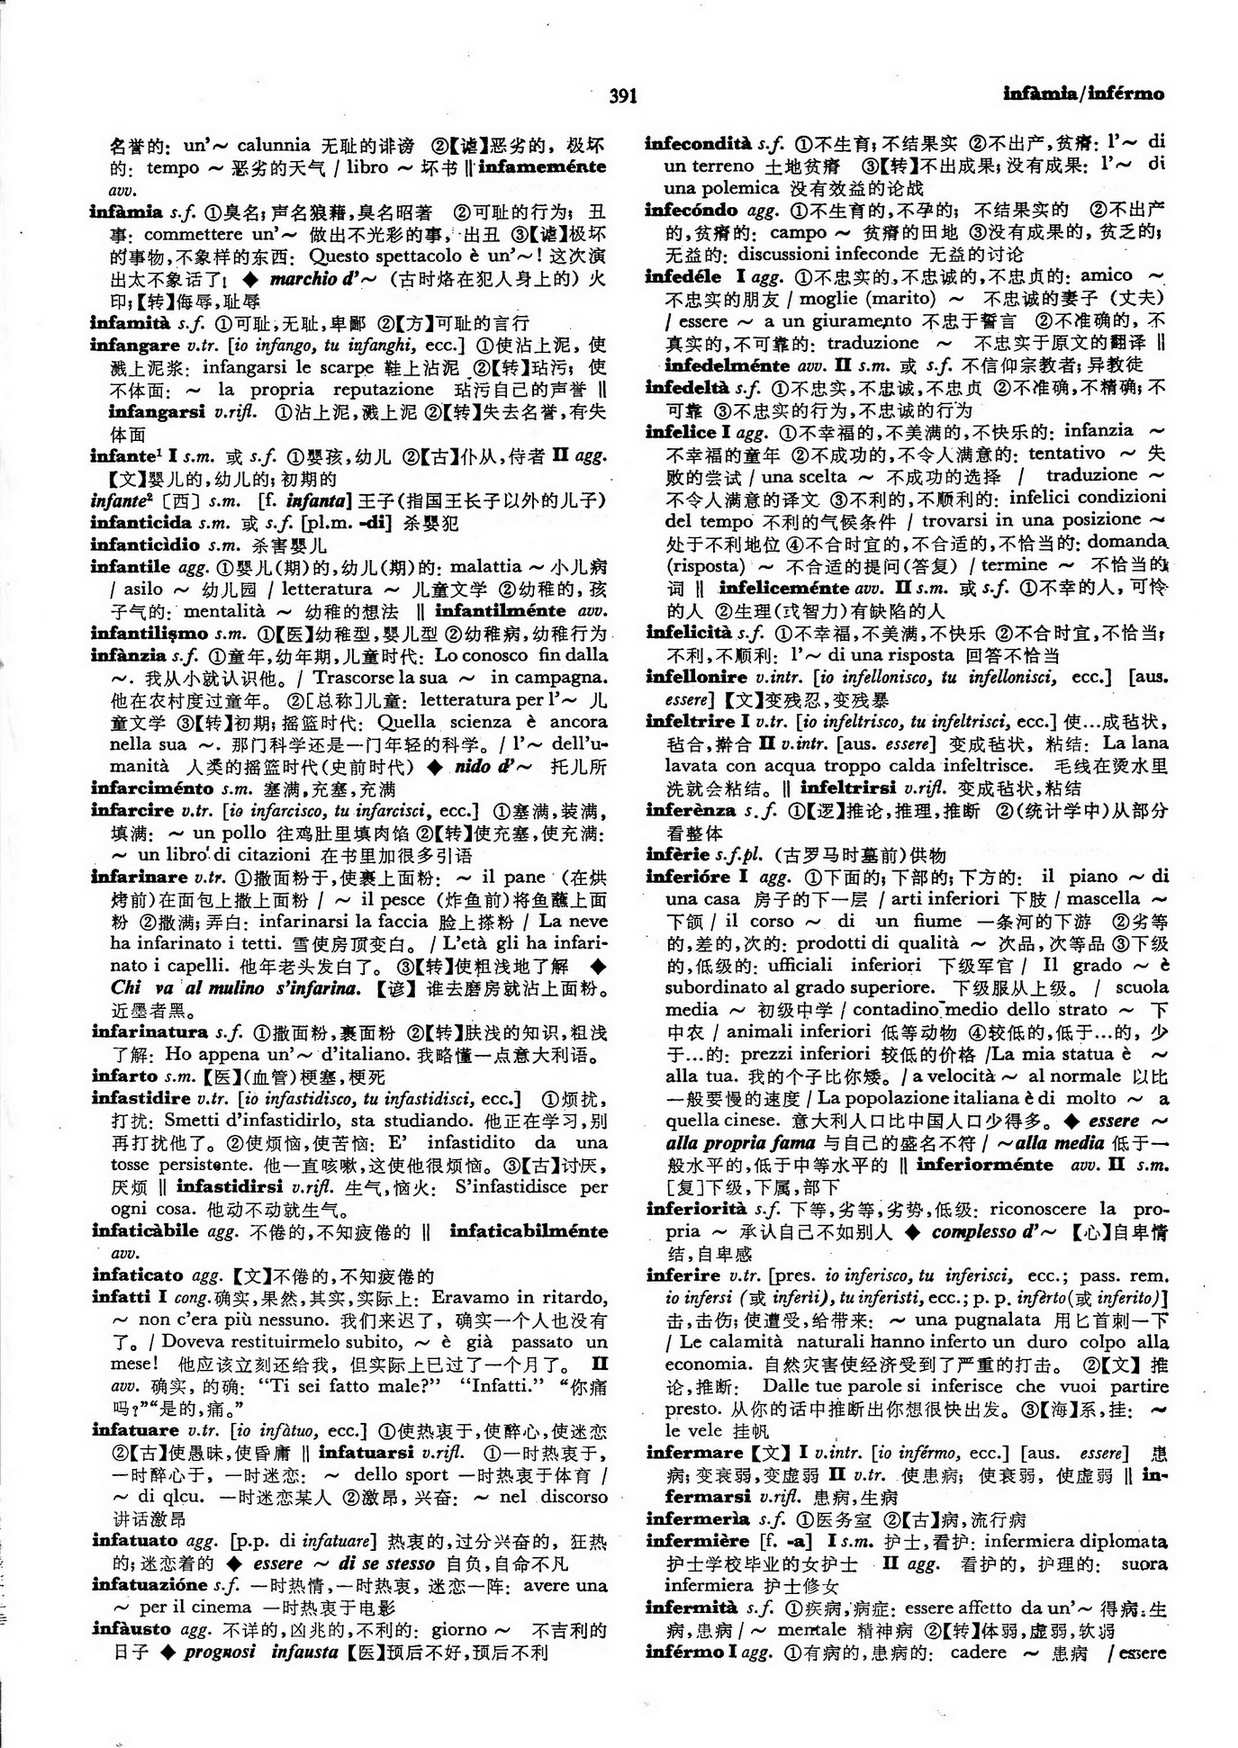 391
infàmia/inférmo
名誉的: un'～ calunnia 无耻的诽谤 ②【谑】恶劣的, 极坏
的: tempo ～ 恶劣的天气 / libro ～ 坏书 ‖ infameménte
avv.
infàmia s.f. ①臭名; 声名狼藉, 臭名昭著 ②可耻的行为; 丑
事: commettere un'～ 做出不光彩的事, 出丑 ③【谑】极坏
的事物, 不象样的东西: Questo spettacolo è un'～! 这次演
出太不象话了! ◆ marchio d'～ (古时烙在犯人身上的) 火
印;【转】侮辱, 耻辱
infamità s.f. ①可耻, 无耻, 卑鄙 ②【方】可耻的言行
infangare v.tr. [io infango, tu infanghi, ecc.] ①使沾上泥, 使
溅上泥浆: infangarsi le scarpe 鞋上沾泥 ②【转】玷污; 使
不体面: ～ la propria reputazione 玷污自己的声誉 ‖
infangarsi v.rifl. ①沾上泥, 溅上泥 ②【转】失去名誉, 有失
体面
infante¹ I s.m. 或 s.f. ①婴孩, 幼儿 ②【古】仆从, 侍者 II agg.
【文】婴儿的, 幼儿的; 初期的
infante² 〔西〕 s.m. [f. infanta] 王子(指国王长子以外的儿子)
infanticida s.m. 或 s.f. [pl.m. -di] 杀婴犯
infanticìdio s.m. 杀害婴儿
infantile agg. ①婴儿(期)的, 幼儿(期)的: malattia ～ 小儿病
/ asilo ～ 幼儿园 / letteratura ～ 儿童文学 ②幼稚的, 孩
子气的: mentalità ～ 幼稚的想法 ‖ infantilménte avv.
infantilişmo s.m. ①【医】幼稚型, 婴儿型 ②幼稚病, 幼稚行为
infànzia s.f. ①童年, 幼年期, 儿童时代: Lo conosco fin dalla
～. 我从小就认识他。/ Trascorse la sua ～ in campagna.
他在农村度过童年。 ②[总称]儿童: letteratura per l'～ 儿
童文学 ③【转】初期; 摇篮时代: Quella scienza è ancora
nella sua ～. 那门科学还是一门年轻的科学。/ l'～ dell'u-
manità 人类的摇篮时代(史前时代) ◆ nido d'～ 托儿所
infarciménto s.m. 塞满, 充塞, 充满
infarcire v.tr. [io infarcisco, tu infarcisci, ecc.] ①塞满, 装满,
填满: ～ un pollo 往鸡肚里填肉馅 ②【转】使充塞, 使充满:
～ un libro di citazioni 在书里加很多引语
infarinare v.tr. ①撒面粉于, 使裹上面粉: ～ il pane (在烘
烤前)在面包上撒上面粉 / ～ il pesce (炸鱼前)将鱼蘸上面
粉 ②撒满; 弄白: infarinarsi la faccia 脸上搽粉 / La neve
ha infarinato i tetti. 雪使房顶变白。/ L'età gli ha infari-
nato i capelli. 他年老头发白了。 ③【转】使粗浅地了解 ◆
Chi va al mulino s'infarina. 【谚】谁去磨房就沾上面粉。
近墨者黑。
infarinatura s.f. ①撒面粉, 裹面粉 ②【转】肤浅的知识, 粗浅
了解: Ho appena un'～ d'italiano. 我略懂一点意大利语。
infarto s.m.【医】(血管)梗塞, 梗死
infastidire v.tr. [io infastidisco, tu infastidisci, ecc.] ①烦扰,
打扰: Smetti d'infastidirlo, sta studiando. 他正在学习, 别
再打扰他了。②使烦恼, 使苦恼: E' infastidito da una
tosse persistente. 他一直咳嗽, 这使他很烦恼。③【古】讨厌,
厌烦 ‖ infastidirsi v.rifl. 生气, 恼火: S'infastidisce per
ogni cosa. 他动不动就生气。
infaticàbile agg. 不倦的, 不知疲倦的 ‖ infaticabilménte
avv.
infaticato agg.【文】不倦的, 不知疲倦的
infatti I cong. 确实, 果然, 其实, 实际上: Eravamo in ritardo,
～ non c'era più nessuno. 我们来迟了, 确实一个人也没有
了。/ Doveva restituirmelo subito, ～ è già passato un
mese! 他应该立刻还给我, 但实际上已过了一个月了。 II
avv. 确实, 的确: “Ti sei fatto male?” “Infatti.” “你痛
吗?”“是的, 痛。”
infatuare v.tr. [io infàtuo, ecc.] ①使热衷于, 使醉心, 使迷恋
②【古】使愚昧, 使昏庸 ‖ infatuarsi v.rifl. ①一时热衷于,
一时醉心于, 一时迷恋: ～ dello sport 一时热衷于体育 /
～ di qlcu. 一时迷恋某人 ②激昂, 兴奋: ～ nel discorso
讲话激昂
infatuato agg. [p.p. di infatuare] 热衷的, 过分兴奋的, 狂热
的; 迷恋着的 ◆ essere ～ di se stesso 自负, 自命不凡
infatuazióne s.f. 一时热情, 一时热衷, 迷恋一阵: avere una
～ per il cinema 一时热衷于电影
infàusto agg. 不详的, 凶兆的, 不利的: giorno ～ 不吉利的
日子 ◆ prognosi infausta【医】预后不好, 预后不利
infecondità s.f. ①不生育; 不结果实 ②不出产, 贫瘠: l'～ di
un terreno 土地贫瘠 ③【转】不出成果; 没有成果: l'～ di
una polemica 没有效益的论战
infecóndo agg. ①不生育的, 不孕的; 不结果实的 ②不出产
的, 贫瘠的: campo ～ 贫瘠的田地 ③没有成果的, 贫乏的;
无益的: discussioni infeconde 无益的讨论
infedéle I agg. ①不忠实的, 不忠诚的, 不忠贞的: amico ～
不忠实的朋友 / moglie (marito) ～ 不忠诚的妻子 (丈夫)
/ essere ～ a un giuramento 不忠于誓言 ②不准确的, 不
真实的, 不可靠的: traduzione ～ 不忠实于原文的翻译 ‖
infedelménte avv. II s.m. 或 s.f. 不信仰宗教者; 异教徒
infedeltà s.f. ①不忠实, 不忠诚, 不忠贞 ②不准确, 不精确; 不
可靠 ③不忠实的行为, 不忠诚的行为
infelice I agg. ①不幸福的, 不美满的, 不快乐的: infanzia ～
不幸福的童年 ②不成功的, 不令人满意的: tentativo ～ 失
败的尝试 / una scelta ～ 不成功的选择 / traduzione ～
不令人满意的译文 ③不利的, 不顺利的: infelici condizioni
del tempo 不利的气候条件 / trovarsi in una posizione ～
处于不利地位 ④不合时宜的, 不合适的, 不恰当的: domanda
(risposta) ～ 不合适的提问(答复) / termine ～ 不恰当的
词 ‖ infeliceménte avv. II s.m. 或 s.f. ①不幸的人, 可怜
的人 ②生理(或智力)有缺陷的人
infelicità s.f. ①不幸福, 不美满, 不快乐 ②不合时宜, 不恰当;
不利, 不顺利: l'～ di una risposta 回答不恰当
infellonire v.intr. [io infellonisco, tu infellonisci, ecc.] [aus.
essere]【文】变残忍, 变残暴
infeltrire I v.tr. [io infeltrisco, tu infeltrisci, ecc.] 使…成毡状,
毡合, 擀合 II v.intr. [aus. essere] 变成毡状, 粘结: La lana
lavata con acqua troppo calda infeltrisce. 毛线在烫水里
洗就会粘结。‖ infeltrirsi v.rifl. 变成毡状, 粘结
inferènza s.f. ①【逻】推论, 推理, 推断 ②(统计学中)从部分
看整体
infèrie s.f.pl. (古罗马时墓前)供物
inferióre I agg. ①下面的; 下部的; 下方的: il piano ～ di
una casa 房子的下一层 / arti inferiori 下肢 / mascella ～
下颌 / il corso ～ di un fiume 一条河的下游 ②劣等
的, 差的, 次的: prodotti di qualità ～ 次品, 次等品 ③下级
的, 低级的: ufficiali inferiori 下级军官 / Il grado ～ è
subordinato al grado superiore. 下级服从上级。 / scuola
media ～ 初级中学 / contadino medio dello strato ～ 下
中农 / animali inferiori 低等动物 ④较低的, 低于…的, 少
于…的: prezzi inferiori 较低的价格 / La mia statua è ～
alla tua. 我的个子比你矮。/ a velocità ～ al normale 以比
一般要慢的速度 / La popolazione italiana è di molto ～ a
quella cinese. 意大利人口比中国人口少得多。◆ essere ～
alla propria fama 与自己的盛名不符 / ～ alla media 低于一
般水平的, 低于中等水平的 ‖ inferiorménte avv. II s.m.
[复]下级, 下属, 部下
inferiorità s.f. 下等, 劣等, 劣势, 低级: riconoscere la pro-
pria ～ 承认自己不如别人 ◆ complesso d'～ 【心】自卑情
结, 自卑感
inferire v.tr. [pres. io inferisco, tu inferisci, ecc.; pass. rem.
io infersi (或 inferii), tu inferisti, ecc.; p. p. infèrto(或 inferito)]
击, 击伤; 使遭受, 给带来: ～ una pugnalata 用匕首刺一下
/ Le calamità naturali hanno inferto un duro colpo alla
economia. 自然灾害使经济受到了严重的打击。 ②【文】推
论, 推断: Dalle tue parole si inferisce che vuoi partire
presto. 从你的话中推断出你想很快出发。③【海】系, 挂: ～
le vele 挂帆
infermare【文】I v.intr. [io inférmo, ecc.] [aus. essere] 患
病; 变衰弱, 变虚弱 II v.tr. 使患病; 使衰弱, 使虚弱 ‖ in-
fermarsi v.rifl. 患病, 生病
infermerìa s.f. ①医务室 ②【古】病, 流行病
infermière [f. -a] I s.m. 护士, 看护: infermiera diplomata
护士学校毕业的女护士 II agg. 看护的, 护理的: suora
infermiera 护士修女
infermità s.f. ①疾病, 病症: essere affetto da un'～ 得病; 生
病, 患病 / ～ mentale 精神病 ②【转】体弱, 虚弱, 软弱
inférmo I agg. ①有病的, 患病的: cadere ～ 患病 / essere